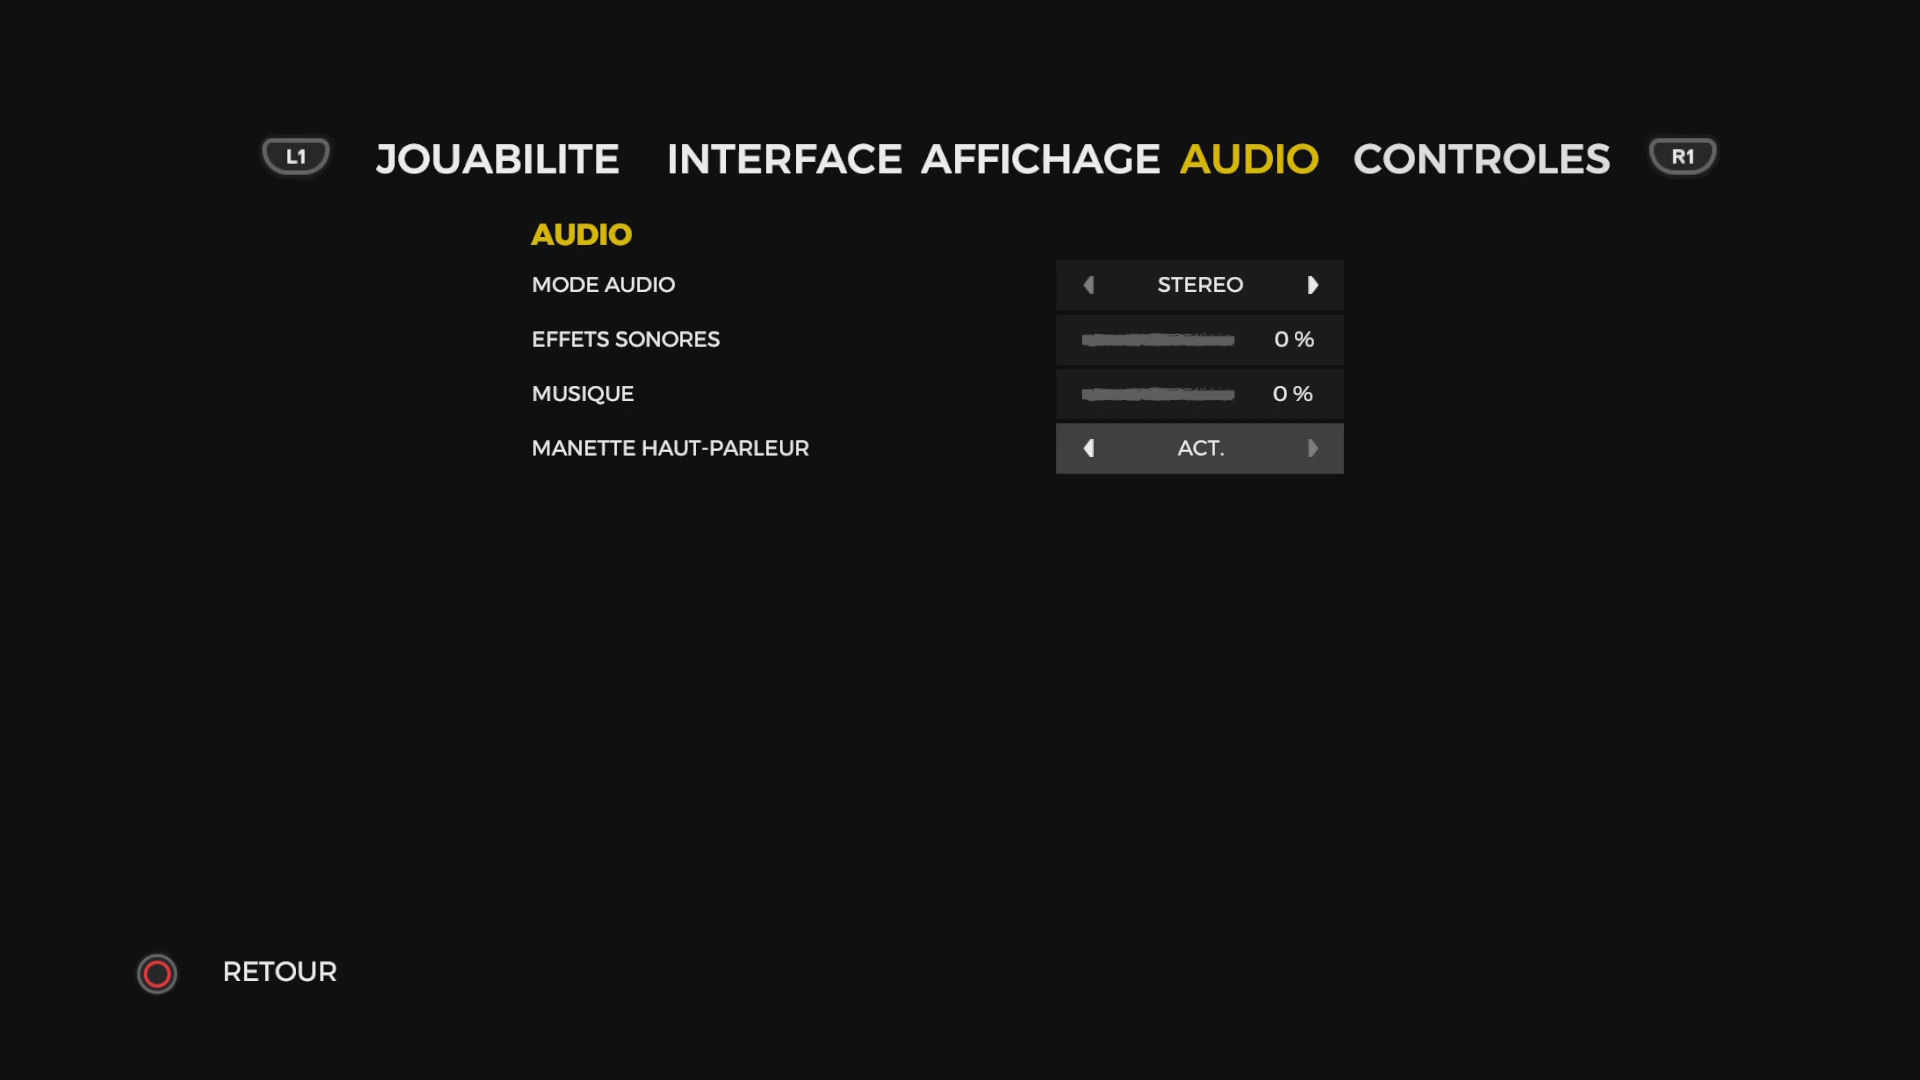 L1 JOUABILITE INTERFACE AFFICHAGE AUDIO CONTROLES R1
AUDIO
MODE AUDIO STEREO
EFFETS SONORES 0 %
MUSIQUE 0 %
MANETTE HAUT-PARLEUR ACT.
RETOUR